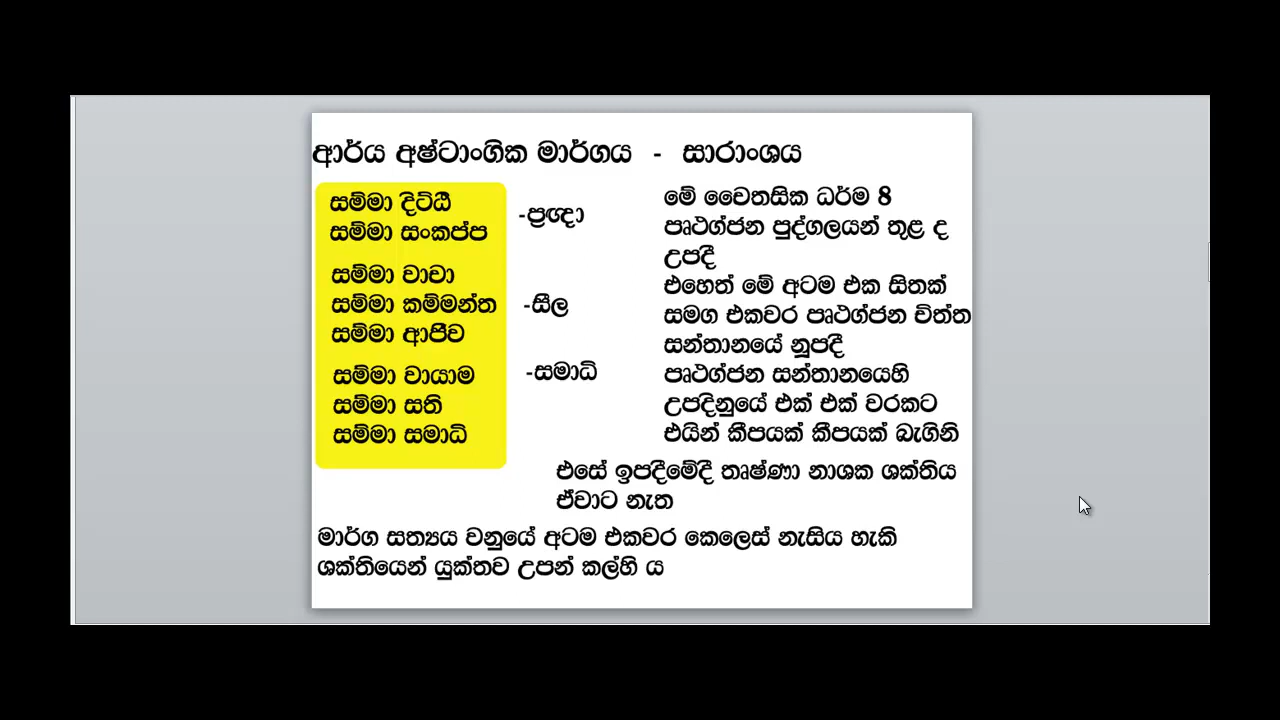 ආර්ය අෂ්ටාංගික මාර්ගය - සාරාංශය
සම්මා දිට්ඨී
සම්මා සංකප්ප
-ප්‍රඥා
සම්මා වාචා
සම්මා කම්මන්ත
සම්මා ආජීව
-සීල
සම්මා වායාම
සම්මා සති
සම්මා සමාධි
-සමාධි
මේ චෛතසික ධර්ම 8
පෘථග්ජන පුද්ගලයන් තුළ ද
උපදී
එහෙත් මේ අටම එක සිතක්
සමග එකවර පෘථග්ජන චිත්ත
සන්තානයේ නූපදී
පෘථග්ජන සන්තානයෙහි
උපදිනුයේ එක් එක් වරකට
එයින් කීපයක් කීපයක් බැගිනි
එසේ ඉපදීමේදී තෘෂ්ණා නාශක ශක්තිය
ඒවාට නැත
මාර්ග සත්‍යය වනුයේ අටම එකවර කෙලෙස් නැසිය හැකි
ශක්තියෙන් යුක්තව උපන් කල්හි ය